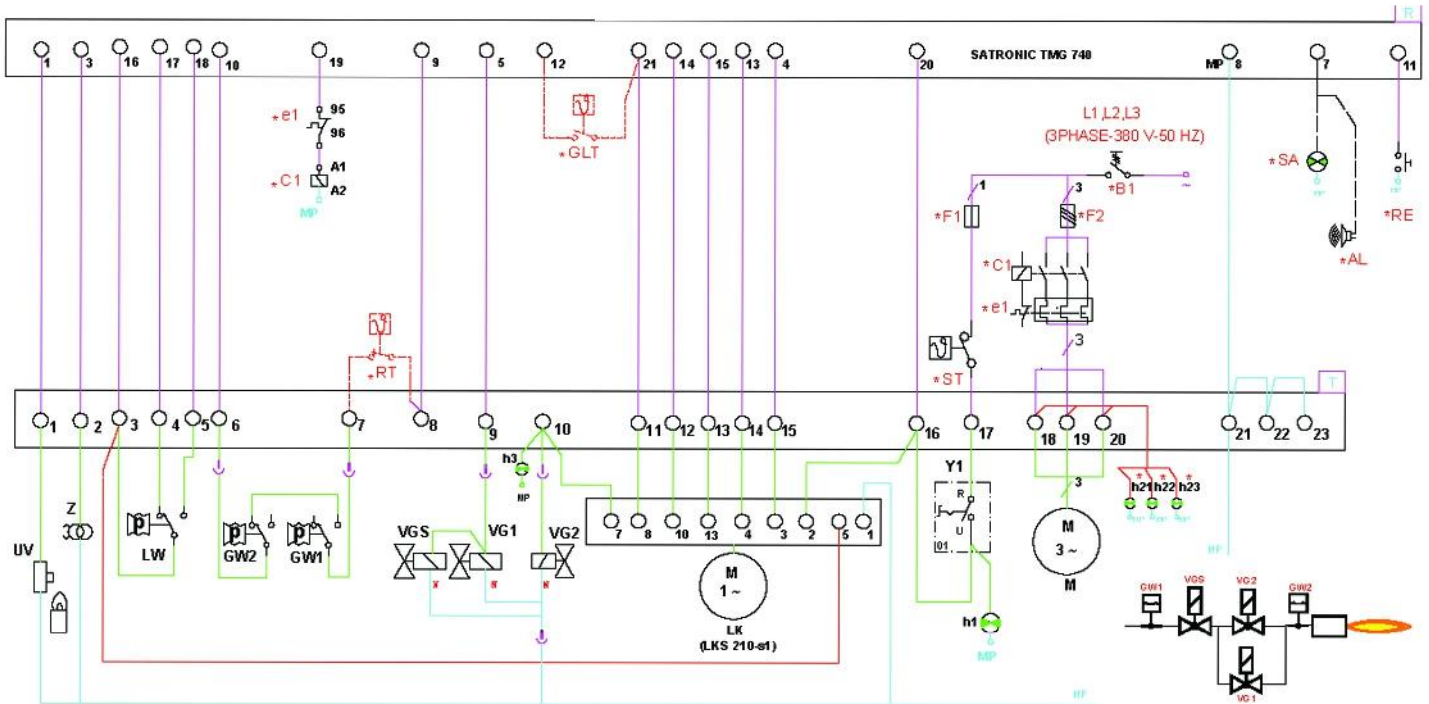 R
1 3 16 17 18 10 19 9 5 12 21 14 15 13 4 20 SATRONIC TMG 740 MP 8 7 11
*e1 95
96
A1
*C1 A2
MP
*GLT
L1,L2,L3
(3PHASE-380 V-50 HZ)
1 3 *B1 ~
*F1 *F2
*C1
*e1
3
*SA
*RE
*AL
*RT
*ST
T
1 2 3 4 5 6 7 8 9 10 11 12 13 14 15 16 17 18 19 20 21 22 23
h3
MP
Z
UV
P
LW
P
GW2
P
GW1
VGS VG1 VG2
N N N
7 8 10 13 4 3 2 5 1
M
1 ~
LK
(LKS 210-s1)
Y1
R
U
01
h1
MP
3
M
3 ~
M
* * *
h21 h22 h23
MP
GW1 VGS VG2 GW2
VG1
MP